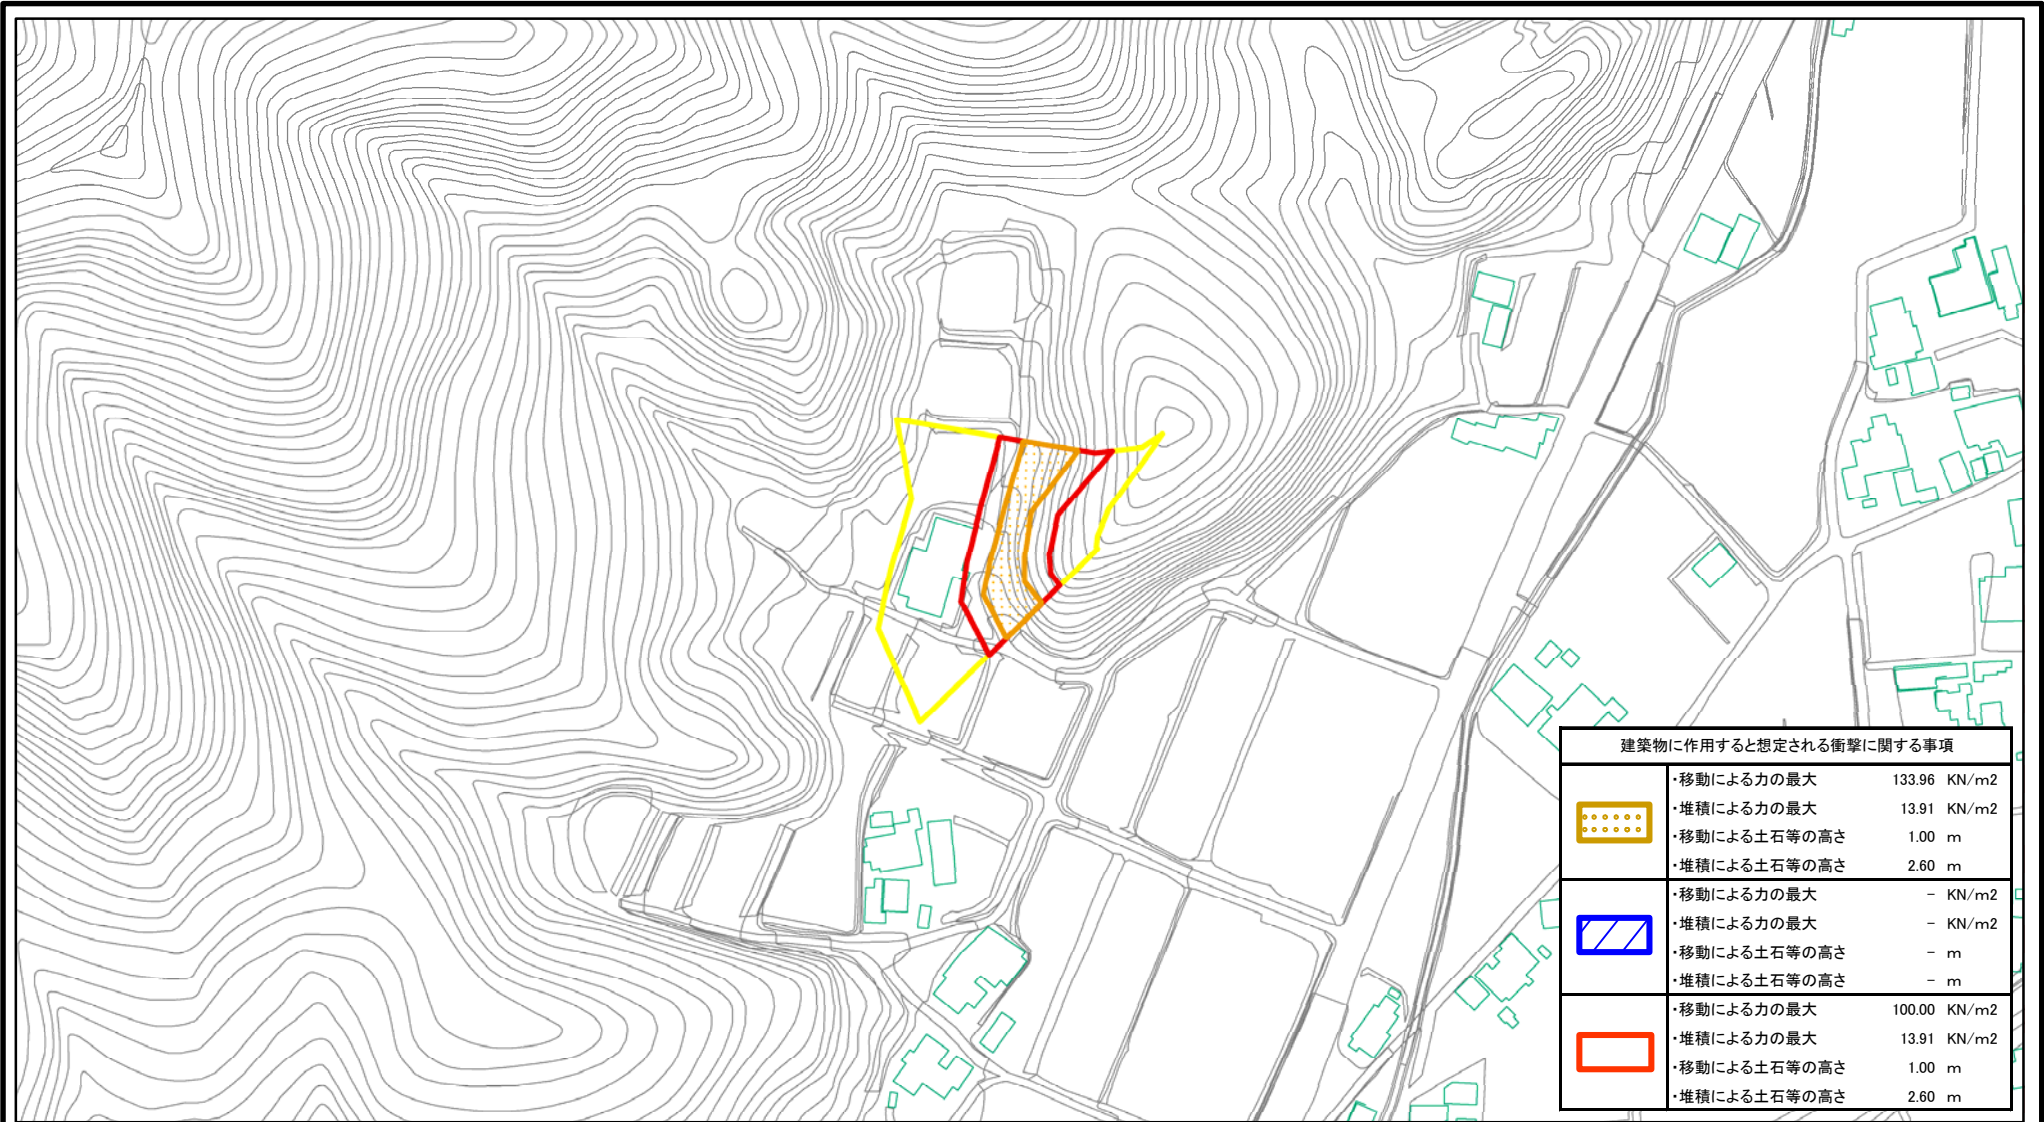 建築物に作用すると想定される衝撃に関する事項
・移動による力の最大 133.96 KN/m2
・堆積による力の最大 13.91 KN/m2
・移動による土石等の高さ 1.00 m
・堆積による土石等の高さ 2.60 m
・移動による力の最大 － KN/m2
・堆積による力の最大 － KN/m2
・移動による土石等の高さ － m
・堆積による土石等の高さ － m
・移動による力の最大 100.00 KN/m2
・堆積による力の最大 13.91 KN/m2
・移動による土石等の高さ 1.00 m
・堆積による土石等の高さ 2.60 m